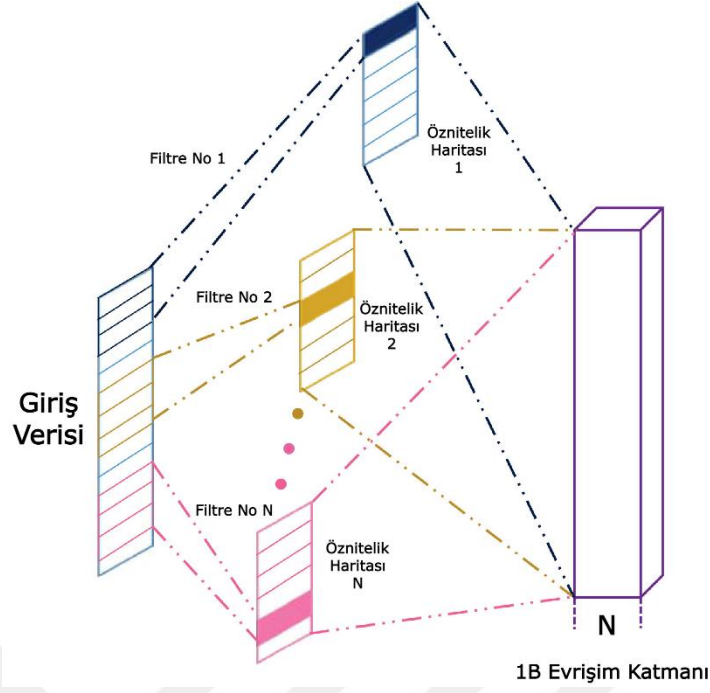 Filtre No 1
Öznitelik
Haritası
1
Filtre No 2
Öznitelik
Haritası
2
Giriş
Verisi
Filtre No N
Öznitelik
Haritası
N
N
1B Evrişim Katmanı